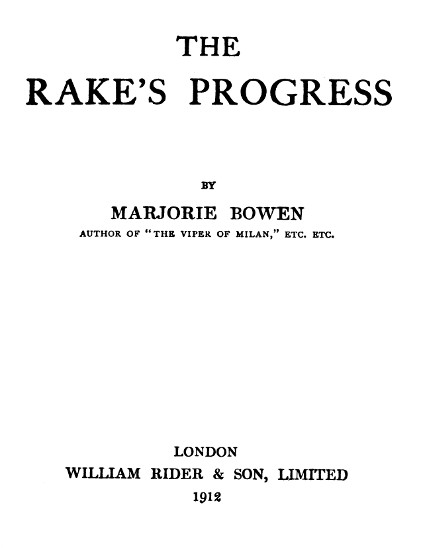 THE
RAKE'S PROGRESS
BY
MARJORIE BOWEN
AUTHOR OF "THE VIPER OF MILAN," ETC. ETC.
LONDON
WILLIAM RIDER & SON, LIMITED
1912